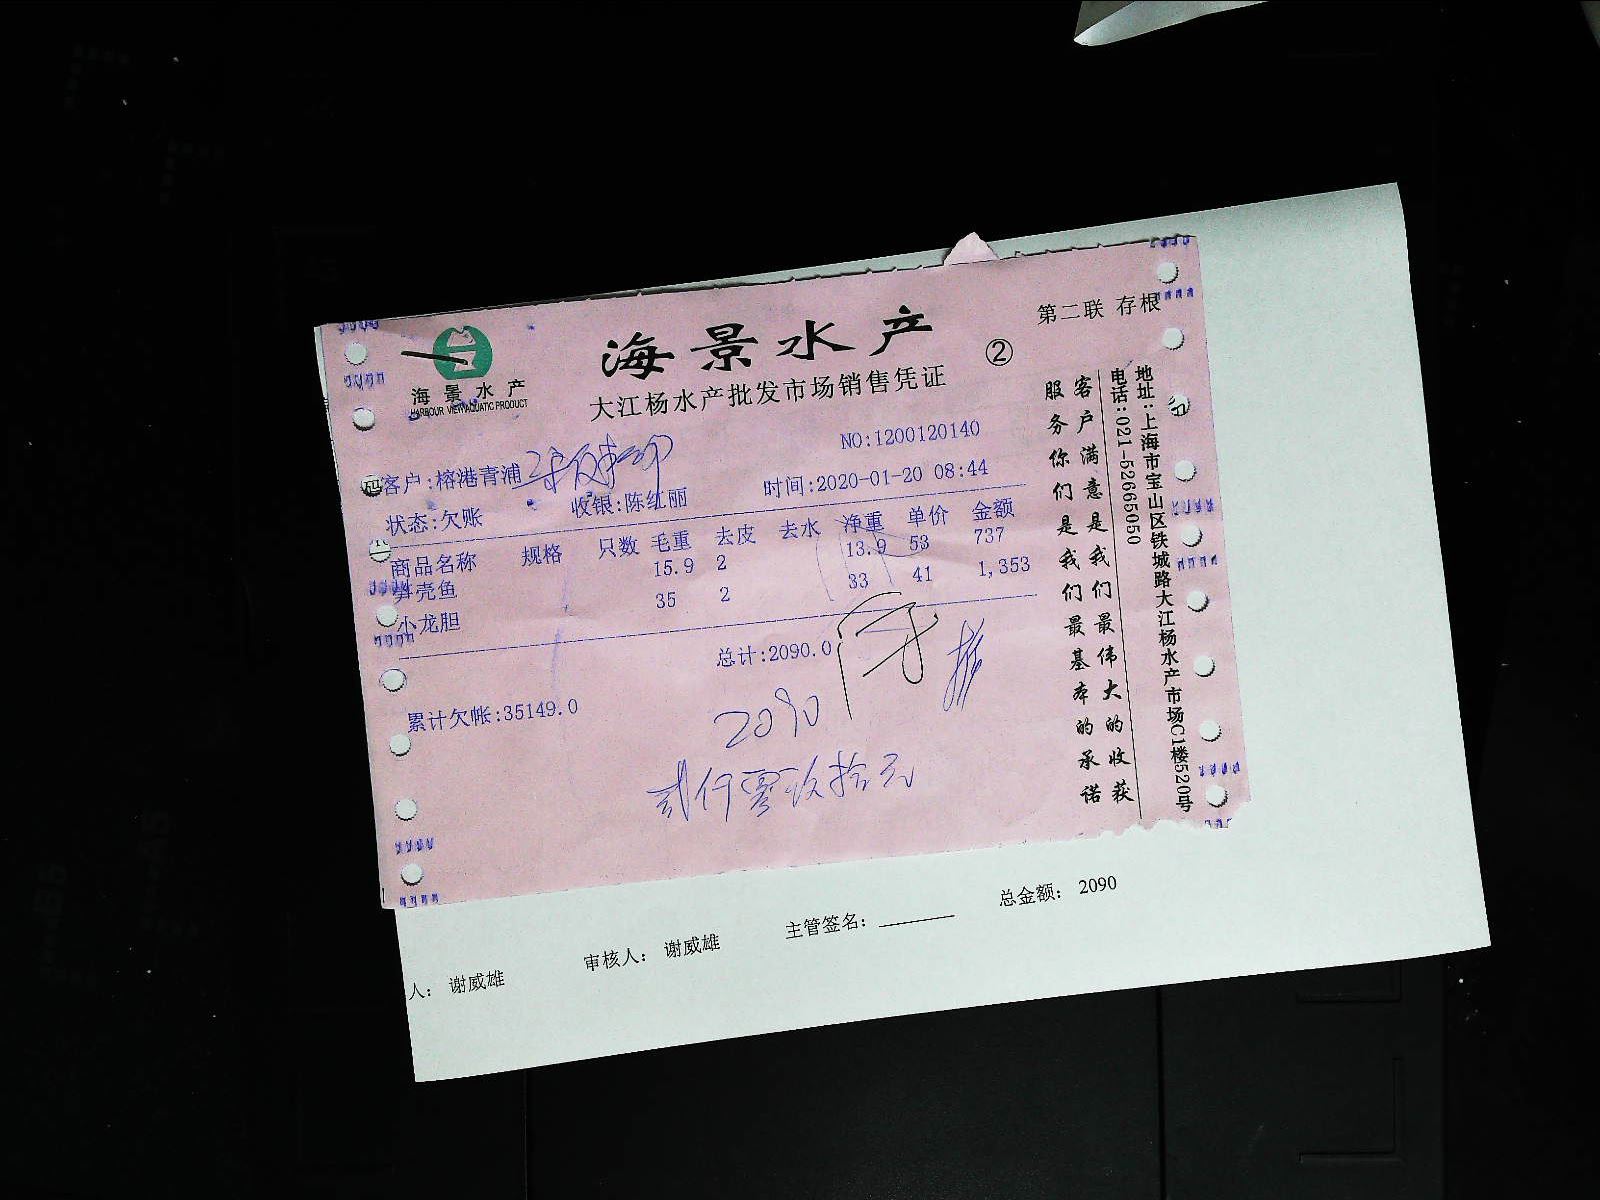 第二联 存根
海景水产
②
海景水产
HARBOUR VIEW AQUATIC PRODUCT
大江杨水产批发市场销售凭证
NO:1200120140
客户:榕港青浦
时间:2020-01-20 08:44
状态:欠账
收银:陈红丽
商品名称 规格 只数 毛重 去皮 去水 净重 单价 金额
笋壳鱼 15.9 2 13.9 53 737
小龙胆 35 2 33 41 1,353
总计:2090.0
累计欠帐:35149.0
2090
贰仟零玖拾元
客户满意是我们最伟大的收获
服务你们是我们最基本的承诺
地址:上海市宝山区铁城路大江杨水产市场C1楼520号
电话:021-52665050
人: 谢威雄
审核人: 谢威雄
主管签名:
总金额: 2090